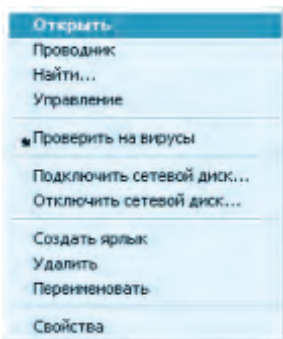 Открыть
Проводник
Найти...
Управление
Проверить на вирусы
Подключить сетевой диск...
Отключить сетевой диск...
Создать ярлык
Удалить
Переименовать
Свойства